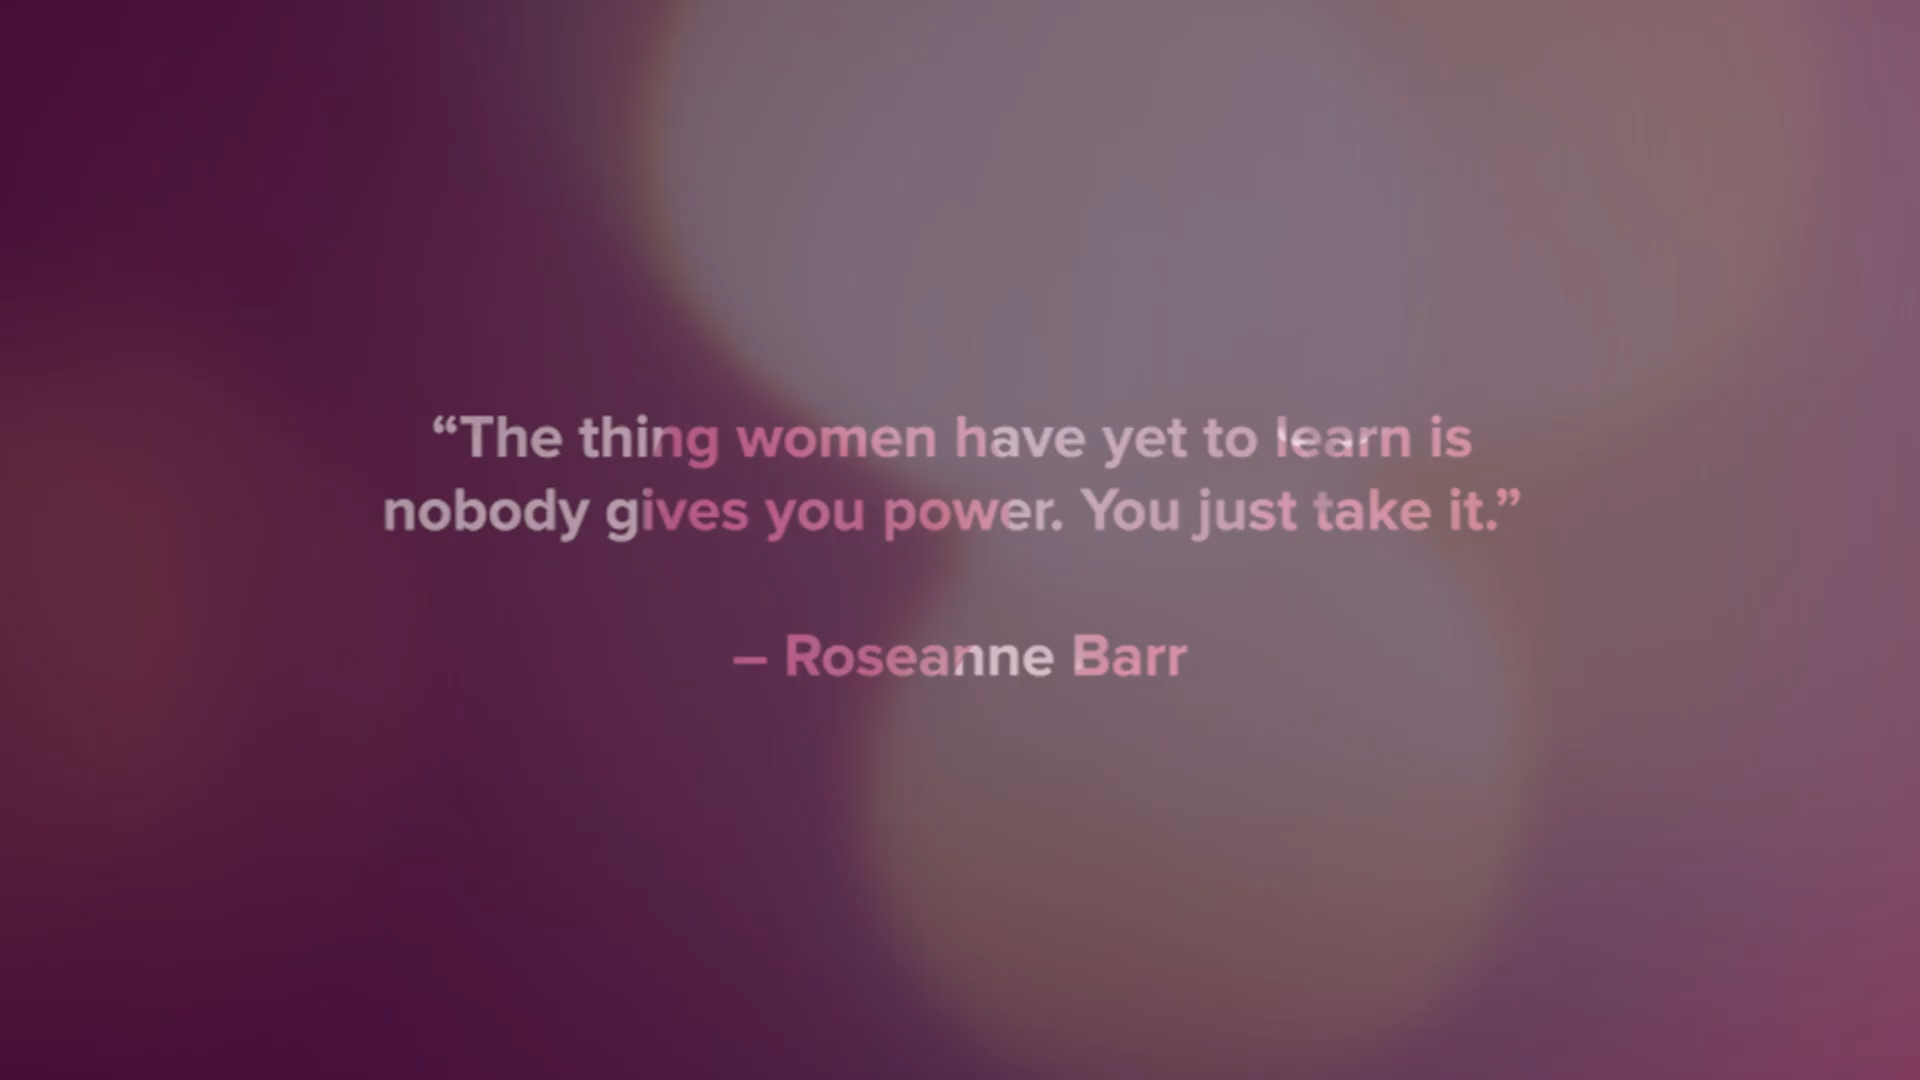 “The thing women have yet to learn is
nobody gives you power. You just take it.”
– Roseanne Barr